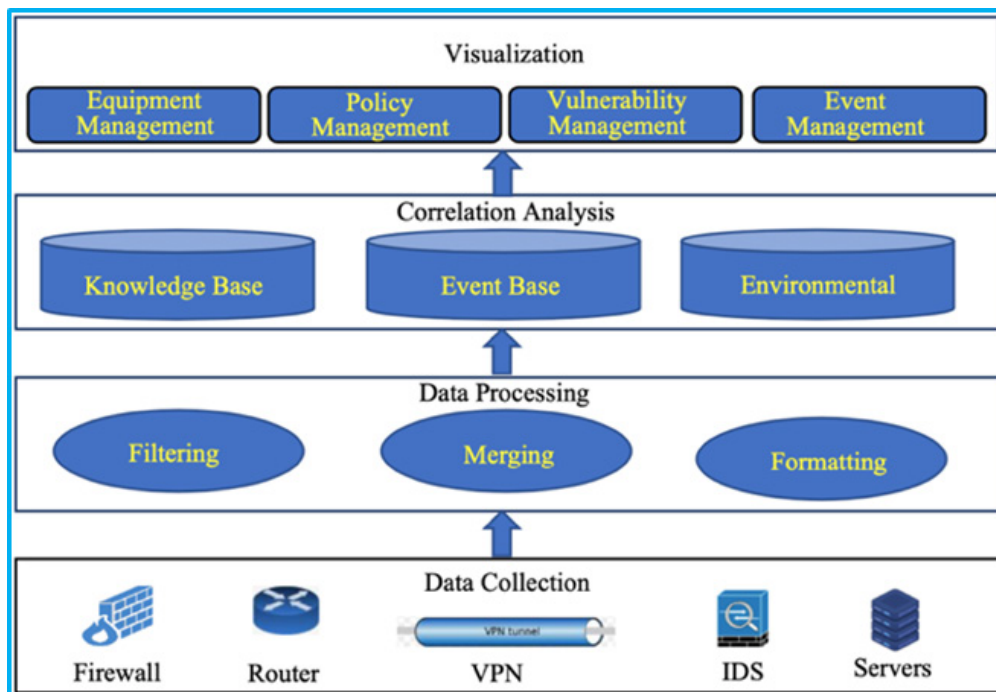 Visualization
Equipment
Management
Policy
Management
Vulnerability
Management
Event
Management
Correlation Analysis
Knowledge Base
Event Base
Environmental
Data Processing
Filtering
Merging
Formatting
Data Collection
VPN tunnel
Firewall
Router
VPN
IDS
Servers